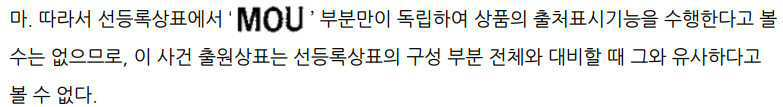 마. 따라서 선등록상표에서 ‘ MOU ’ 부분만이 독립하여 상품의 출처표시기능을 수행한다고 볼
수는 없으므로, 이 사건 출원상표는 선등록상표의 구성 부분 전체와 대비할 때 그와 유사하다고
볼 수 없다.